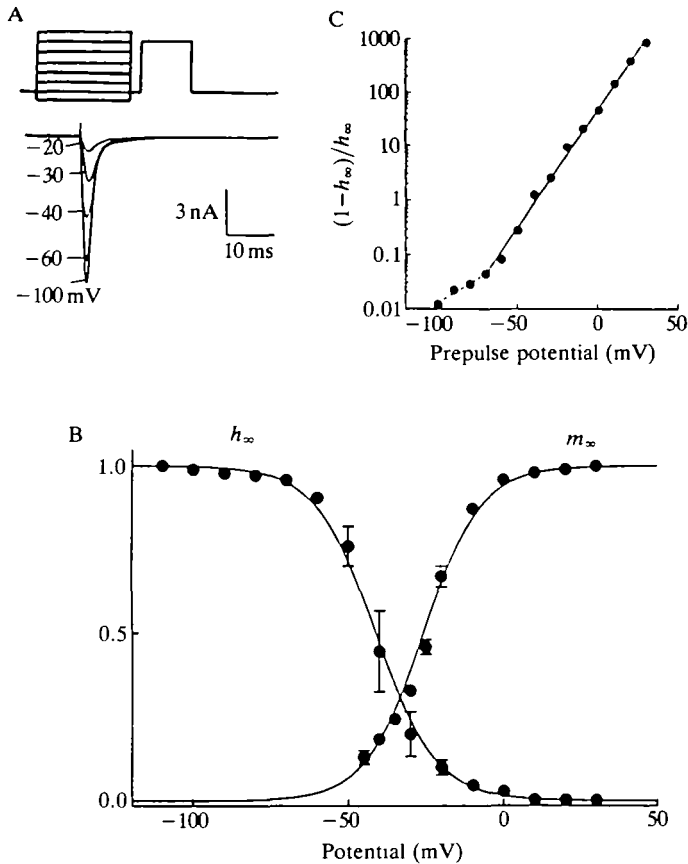 A
−20
−30
−40
−60
−100 mV
3 nA
10 ms
C
1000
100
10
1
0.1
0.01
(1−h∞)/h∞
−100 −50 0 50
Prepulse potential (mV)
B
h∞ m∞
1.0
0.5
0.0
−100 −50 0 50
Potential (mV)